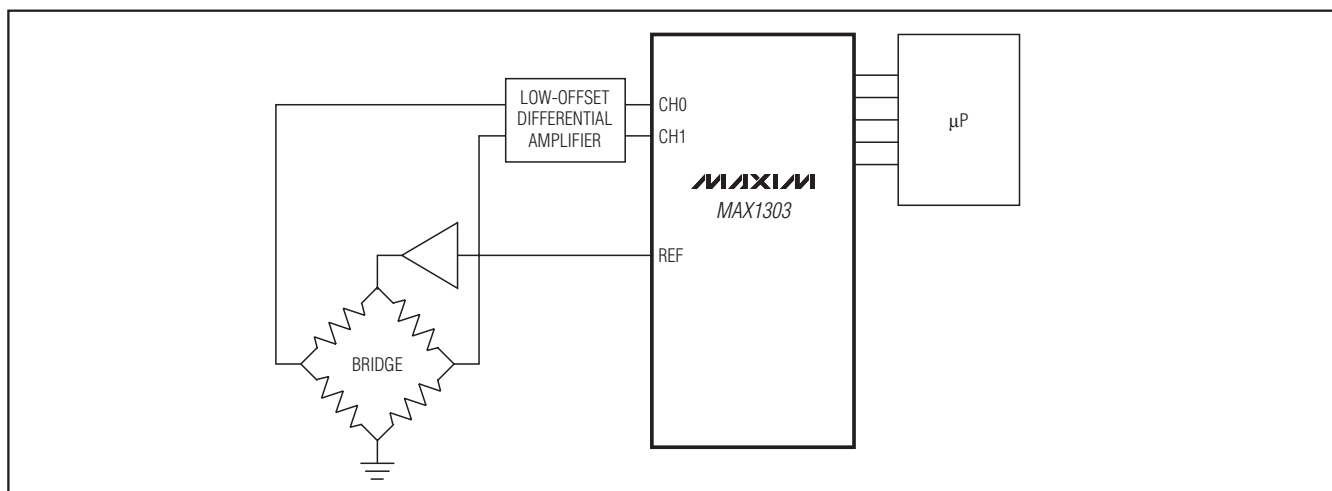 LOW-OFFSET
DIFFERENTIAL
AMPLIFIER
CH0
CH1
MAXIM
MAX1303
REF
BRIDGE
µP